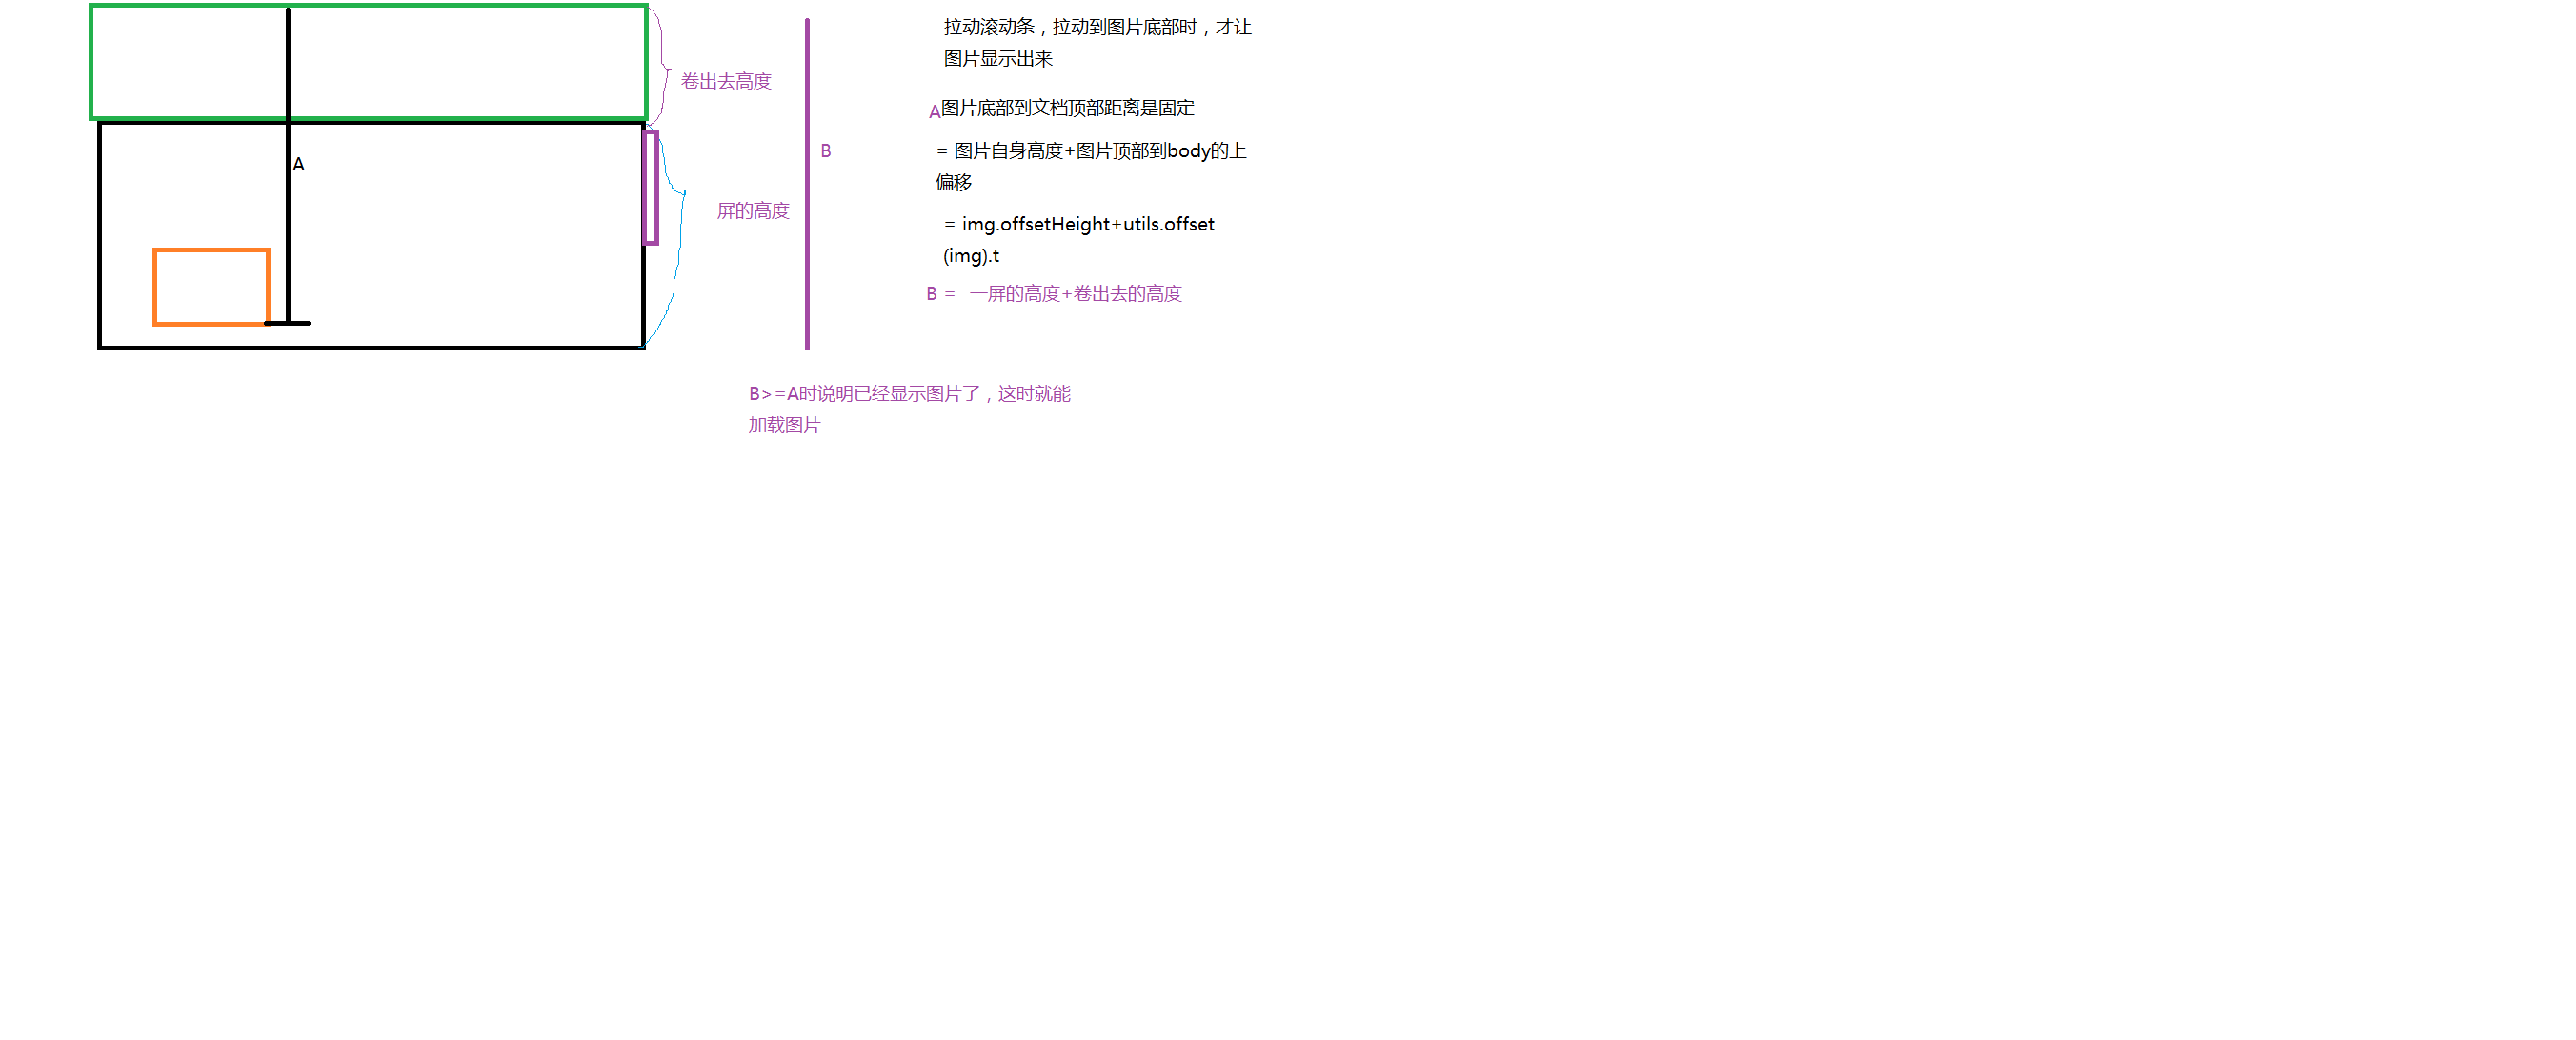 拉动滚动条，拉动到图片底部时，才让
图片显示出来
卷出去高度
A图片底部到文档顶部距离是固定
B
= 图片自身高度+图片顶部到body的上
偏移
A
一屏的高度
= img.offsetHeight+utils.offset
(img).t
B = 一屏的高度+卷出去的高度
B>=A时说明已经显示图片了，这时就能
加载图片